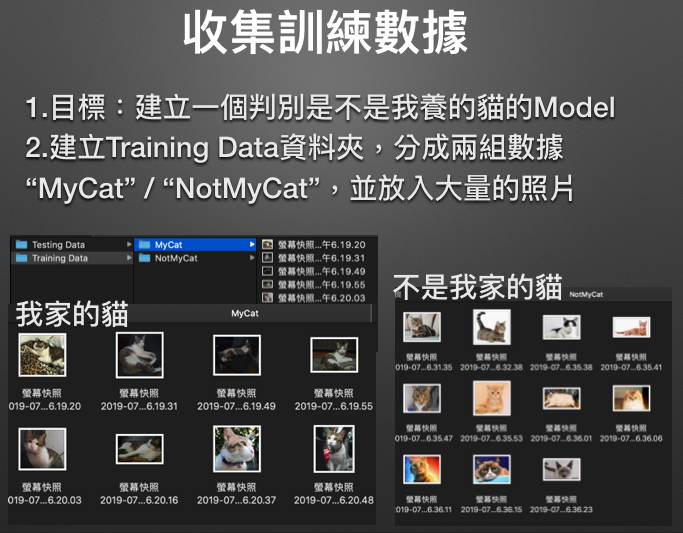 收集訓練數據
1.目標：建立一個判別是不是我養的貓的Model
2.建立Training Data資料夾，分成兩組數據
“MyCat” / “NotMyCat”，並放入大量的照片
Testing Data
Training Data
MyCat
NotMyCat
螢幕快照...午6.19.20
螢幕快照...午6.19.31
螢幕快照...午6.19.49
螢幕快照...午6.19.55
螢幕快照...午6.20.03
我家的貓
MyCat
螢幕快照 螢幕快照 螢幕快照 螢幕快照
019-07...6.19.20 2019-07...6.19.31 2019-07...6.19.49 2019-07...6.19.55
螢幕快照 螢幕快照 螢幕快照 螢幕快照
019-07...6.20.03 2019-07...6.20.16 2019-07...6.20.37 2019-07...6.20.48
不是我家的貓
NotMyCat
螢幕快照 螢幕快照 螢幕快照 螢幕快照
019-07...6.31.35 2019-07...6.32.38 2019-07...6.35.38 2019-07...6.35.41
螢幕快照 螢幕快照 螢幕快照 螢幕快照
019-07...6.35.47 2019-07...6.35.53 2019-07...6.36.01 2019-07...6.36.06
螢幕快照 螢幕快照 螢幕快照
019-07...6.36.11 2019-07...6.36.15 2019-07...6.36.23